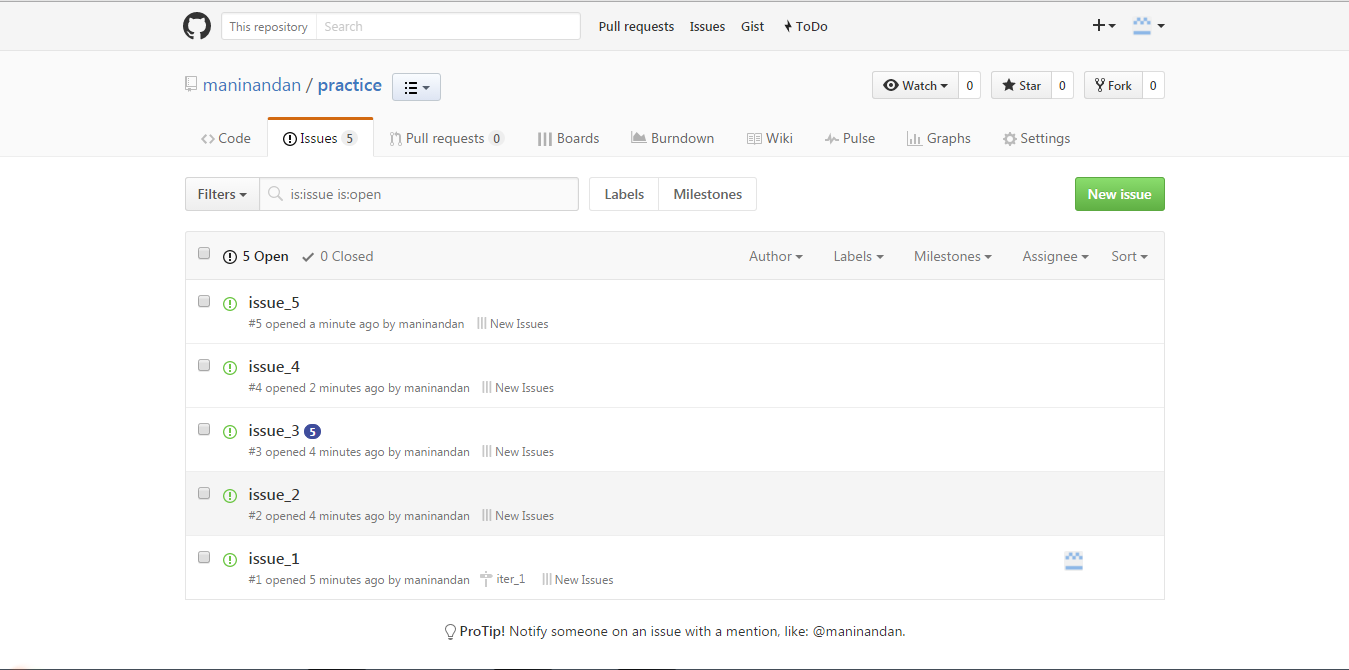 This repository Search Pull requests Issues Gist ToDo
maninandan / practice Watch 0 Star 0 Fork 0
Code Issues 5 Pull requests 0 Boards Burndown Wiki Pulse Graphs Settings
Filters is:issue is:open Labels Milestones New issue
5 Open 0 Closed Author Labels Milestones Assignee Sort
issue_5
#5 opened a minute ago by maninandan New Issues
issue_4
#4 opened 2 minutes ago by maninandan New Issues
issue_3 5
#3 opened 4 minutes ago by maninandan New Issues
issue_2
#2 opened 4 minutes ago by maninandan New Issues
issue_1
#1 opened 5 minutes ago by maninandan iter_1 New Issues
ProTip! Notify someone on an issue with a mention, like: @maninandan.